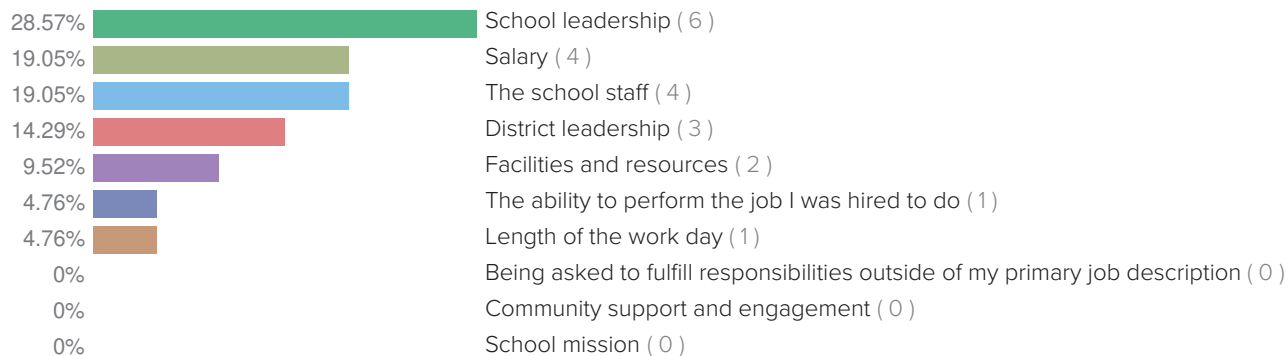 28.57% School leadership ( 6 )
19.05% Salary ( 4 )
19.05% The school staff ( 4 )
14.29% District leadership ( 3 )
9.52% Facilities and resources ( 2 )
4.76% The ability to perform the job I was hired to do ( 1 )
4.76% Length of the work day ( 1 )
0% Being asked to fulfill responsibilities outside of my primary job description ( 0 )
0% Community support and engagement ( 0 )
0% School mission ( 0 )